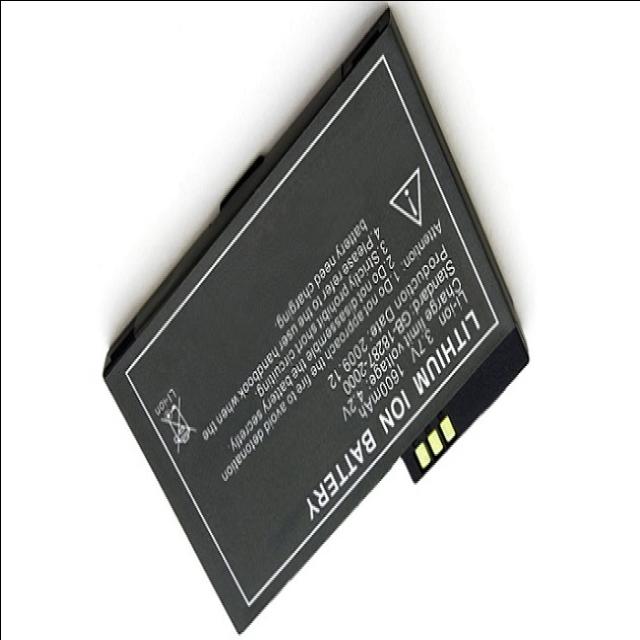 LITHIUM ION BATTERY
Li-ion 3.7V 1600mAh
Charge limit voltage: 4.2V
Standard: GB/18287-2000
Production Date: 2009.12
Attention.
1.Do not approach the fire to avoid detonation
2.Do not disassemble the battery secretly.
3.Strictly prohibit short circuiting.
4.Please refer to the user handbook when the
battery need charging.
Li-ion